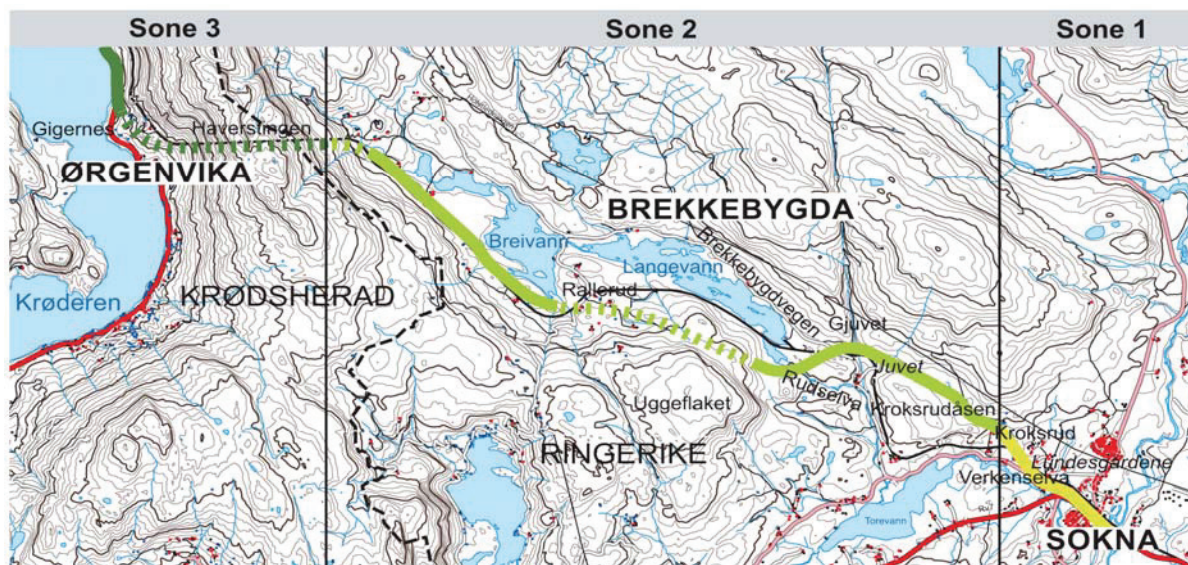 Sone 3
Sone 2
Sone 1
Gigernes
Haverstingen
ØRGENVIKA
BREKKEBYGDA
Breivann
Brekkebygdvegen
Langevann
Krøderen
KRØDSHERAD
Rallerud
Gjuvet
Juvet
Rudselva
Uggeflaket
Kroksrudåsen
Kroksrud
RINGERIKE
Lundesgardene
Verkenselva
Rv7
Torevann
SOKNA